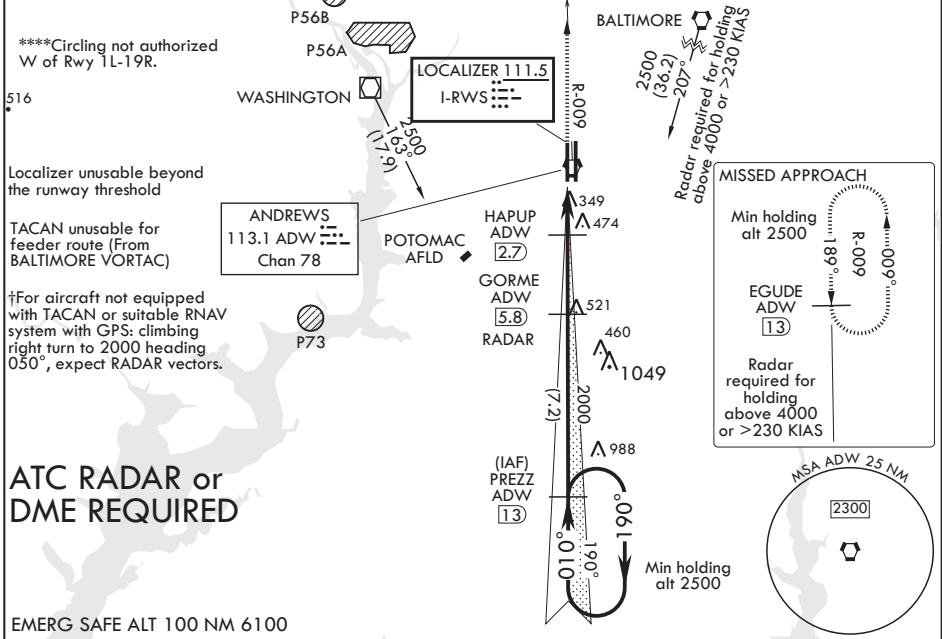 P56B
P56A
****Circling not authorized
W of Rwy 1L-19R.
516
WASHINGTON
2500
163°
(17.9)
LOCALIZER 111.5
I-RWS
R-009
BALTIMORE
2500
(36.2)
207°
Radar required for holding
above 4000 or >230 KIAS
Localizer unusable beyond
the runway threshold
TACAN unusable for
feeder route (From
BALTIMORE VORTAC)
†For aircraft not equipped
with TACAN or suitable RNAV
system with GPS: climbing
right turn to 2000 heading
050°, expect RADAR vectors.
ANDREWS
113.1 ADW
Chan 78
POTOMAC
AFLD
P73
HAPUP
ADW
2.7
GORME
ADW
5.8
RADAR
349
474
521
460
1049
988
2000
(7.2)
(IAF)
PREZZ
ADW
13
010°
190°
190°
Min holding
alt 2500
MISSED APPROACH
Min holding
alt 2500
189°
R-009
009°
EGUDE
ADW
13
Radar
required for
holding
above 4000
or >230 KIAS
ATC RADAR or
DME REQUIRED
MSA ADW 25 NM
2300
EMERG SAFE ALT 100 NM 6100